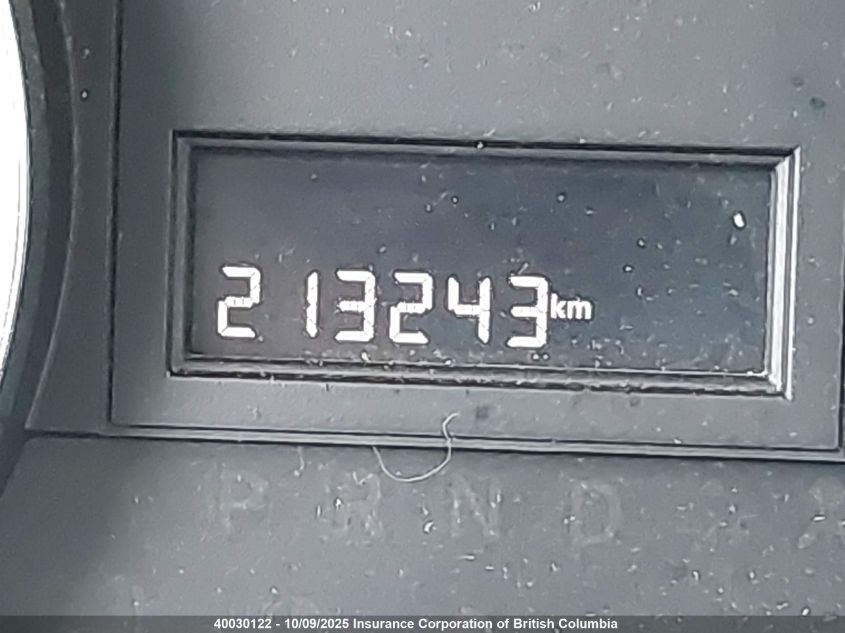 213243 km
P R N D
40030122 - 10/09/2025 Insurance Corporation of British Columbia